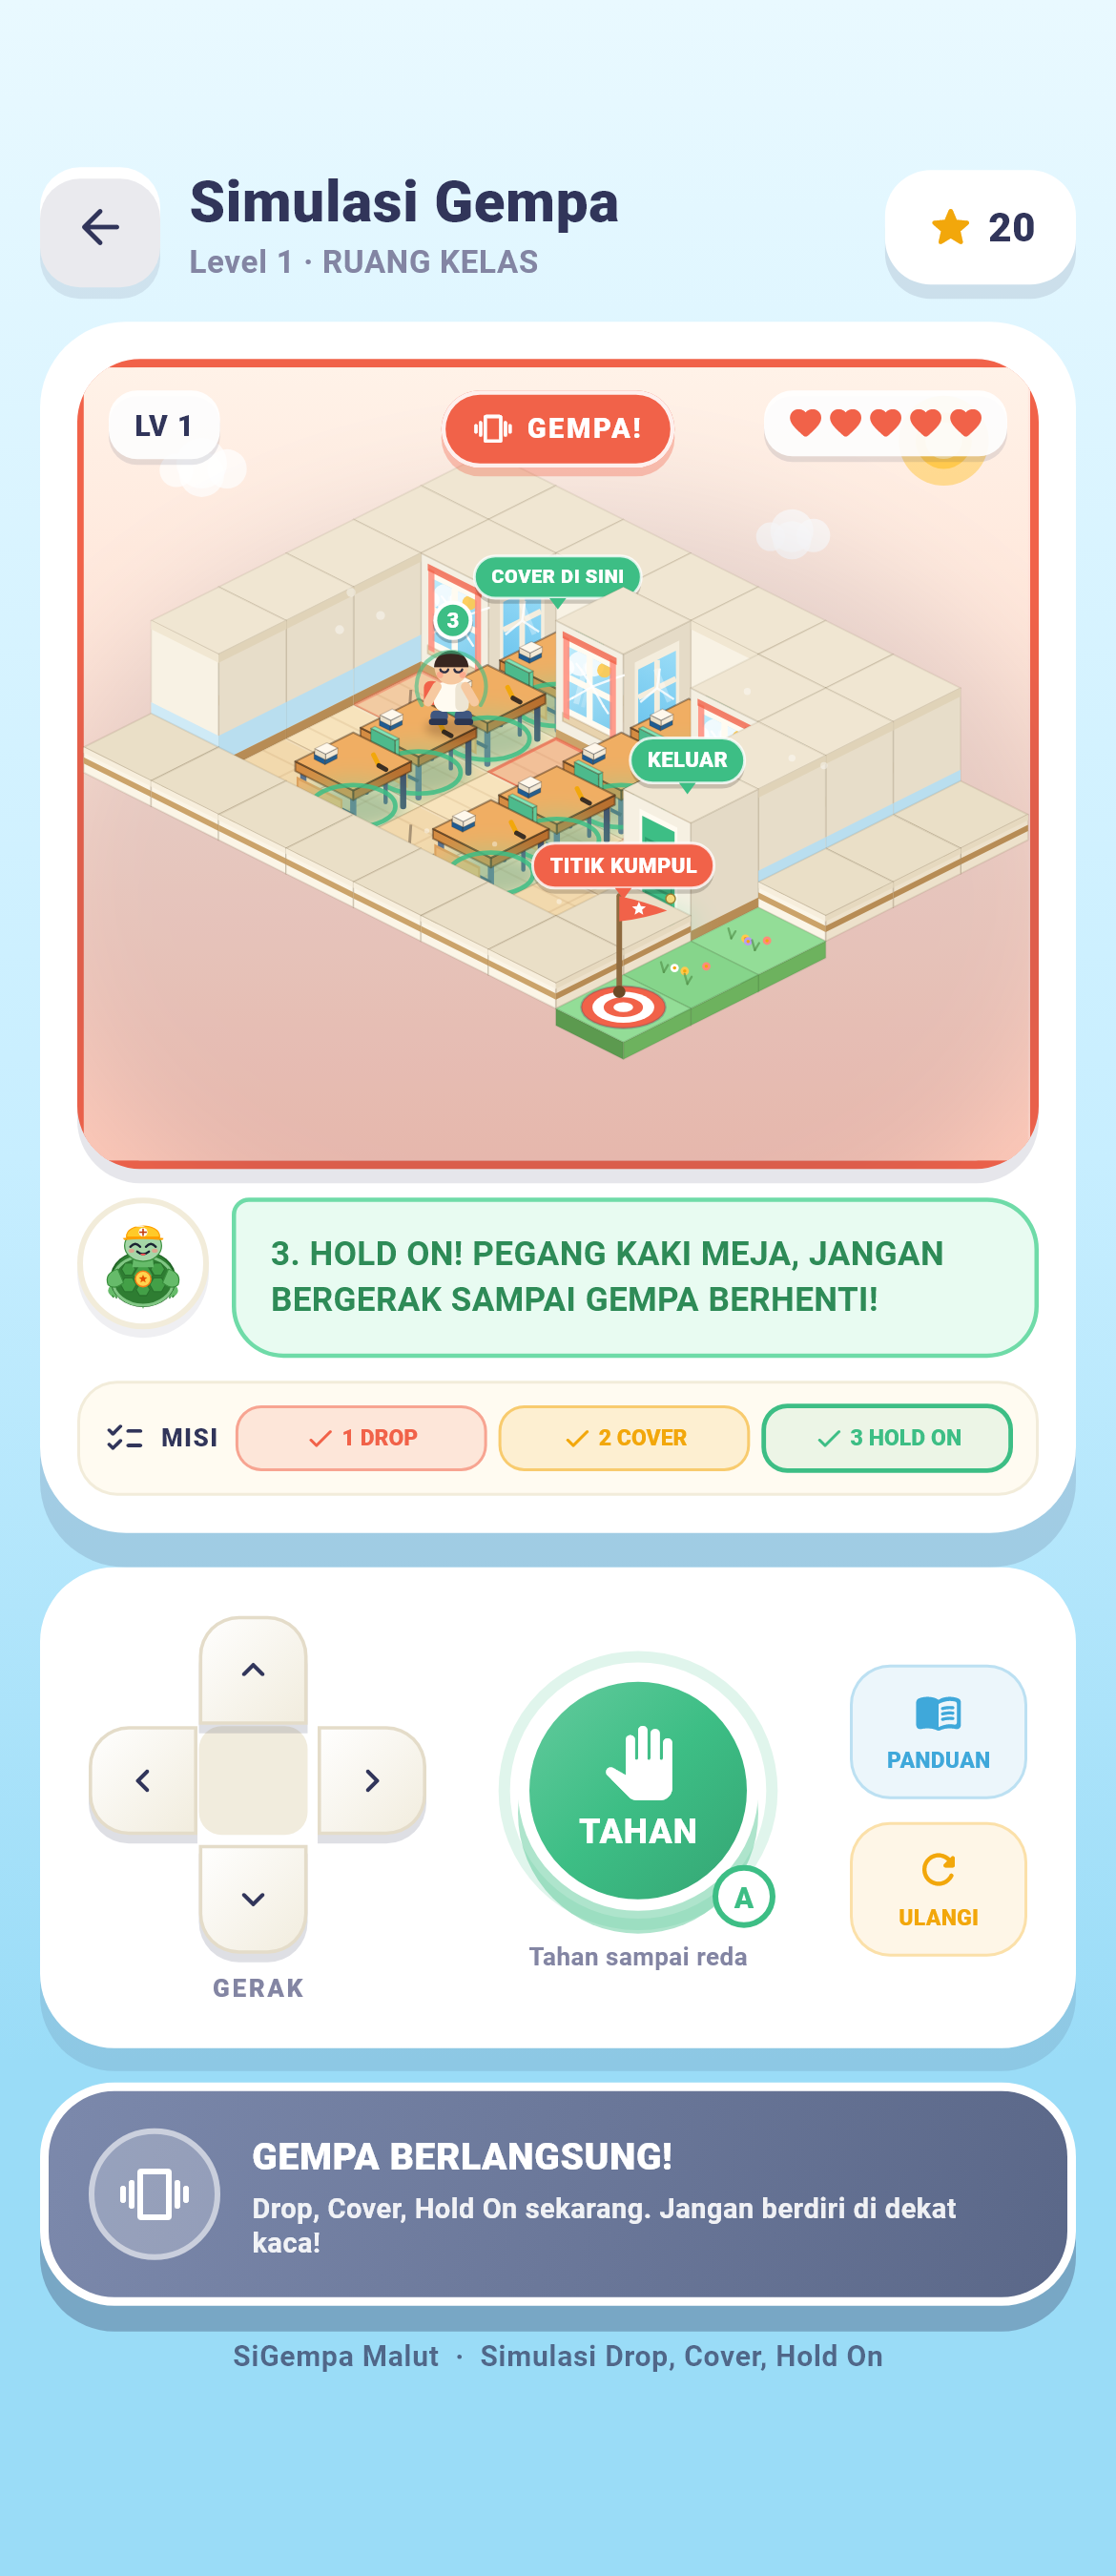 Simulasi Gempa
Level 1 · RUANG KELAS
20
LV 1
GEMPA!
COVER DI SINI
3
KELUAR
TITIK KUMPUL
3. HOLD ON! PEGANG KAKI MEJA, JANGAN
BERGERAK SAMPAI GEMPA BERHENTI!
MISI
1 DROP
2 COVER
3 HOLD ON
TAHAN
A
Tahan sampai reda
GERAK
PANDUAN
ULANGI
GEMPA BERLANGSUNG!
Drop, Cover, Hold On sekarang. Jangan berdiri di dekat
kaca!
SiGempa Malut · Simulasi Drop, Cover, Hold On